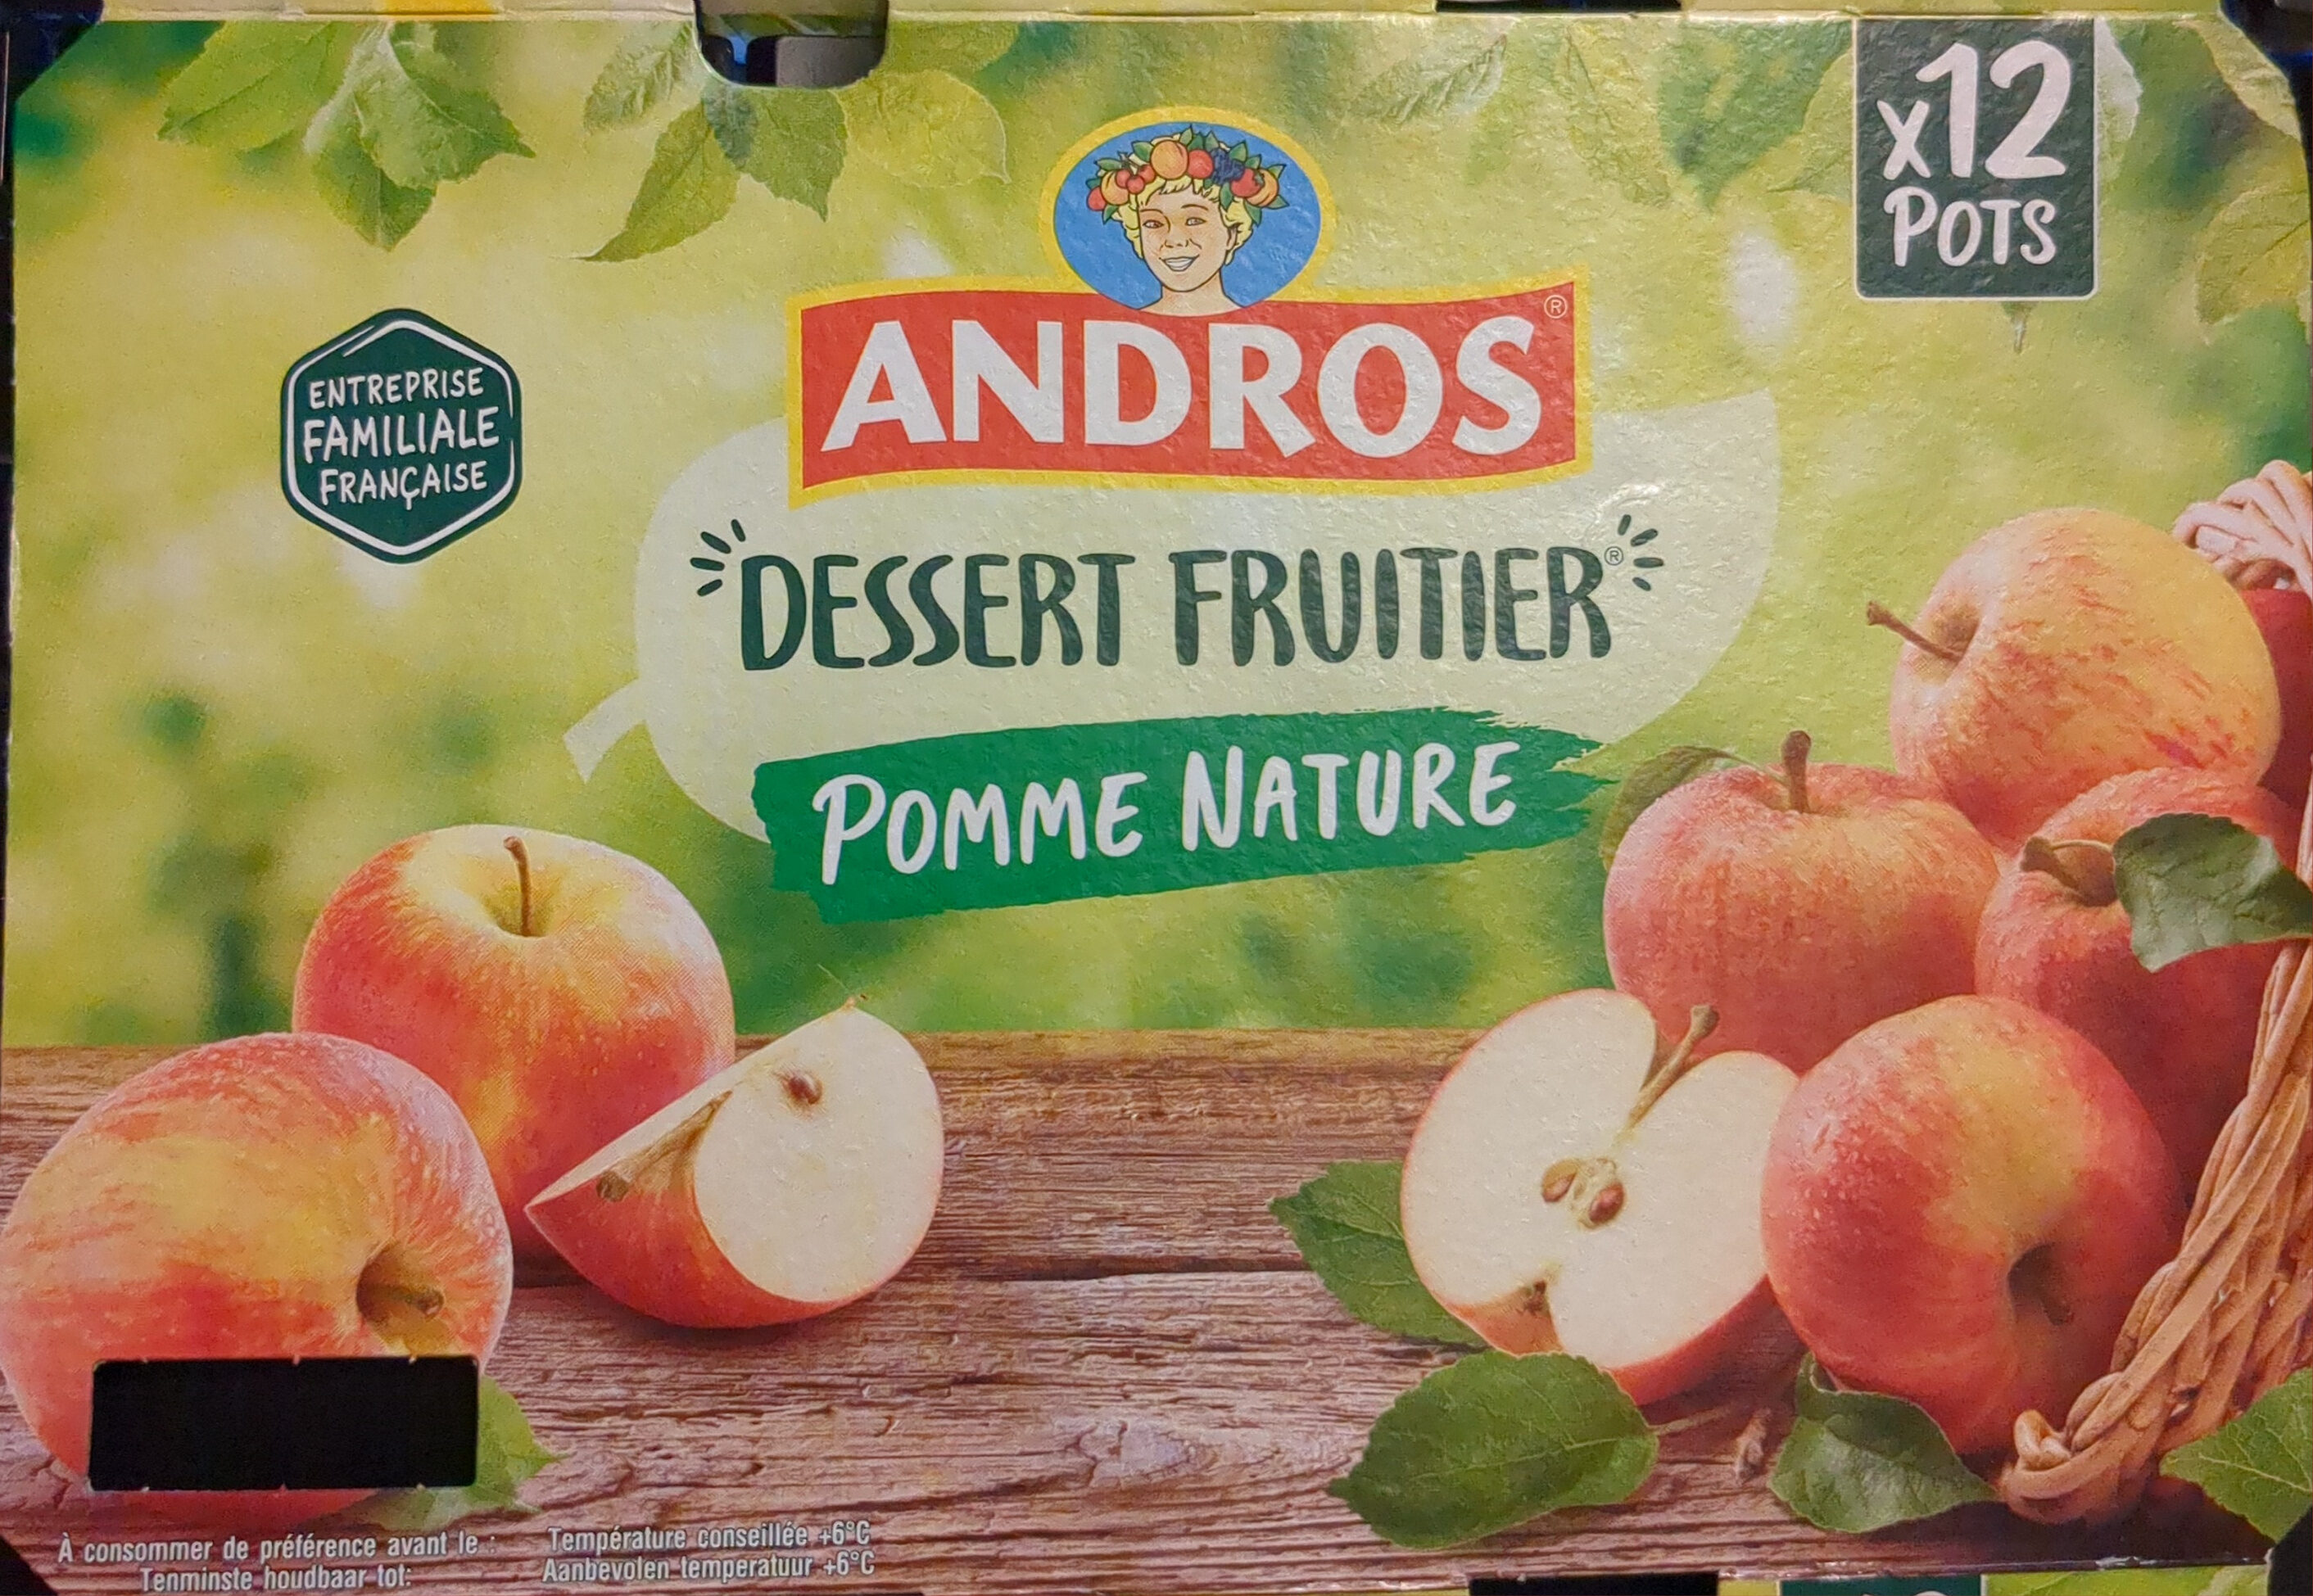 x12
POTS
ANDROS®
ENTREPRISE
FAMILIALE
FRANÇAISE
DESSERT FRUITIER®
POMME NATURE
À consommer de préférence avant le :
Tenminste houdbaar tot:
Température conseillée +6°C
Aanbevolen temperatuur +6°C